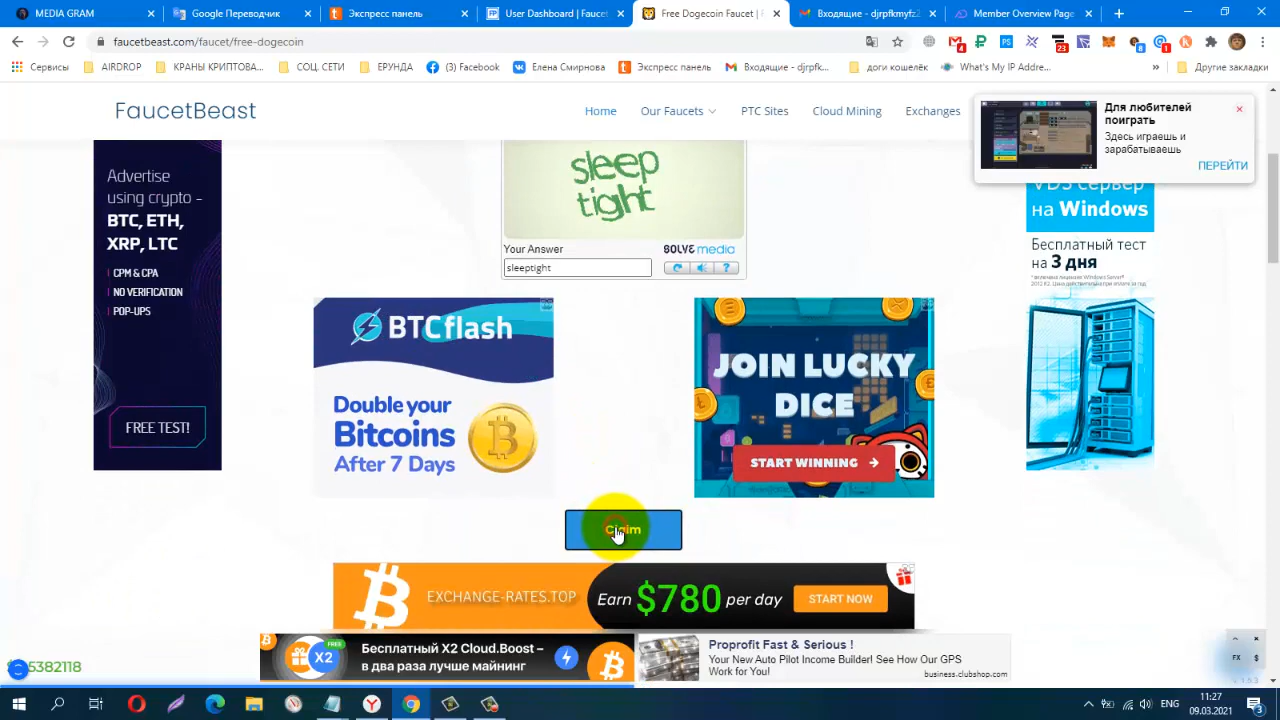 MEDIA GRAM
Google Переводчик
Экспресс панель
User Dashboard | Faucet
Free Dogecoin Faucet |
Входящие - djrpfkmyfz2
Member Overview Page
faucetbeast.com/faucet/free-dogecoin
Сервисы
AIRDROP
КРАНЫ КРИПТОВА...
СОЦ. СЕТИ
ЕРУНДА
(3) Facebook
Елена Смирнова
Экспресс панель
Входящие - djrpfk...
доги кошелёк
What's My IP Addre...
»
Другие закладки
FaucetBeast
Home
Our Faucets
PTC Sites
Cloud Mining
Exchanges
Для любителей
поиграть
Здесь играешь и
зарабатываешь
ПЕРЕЙТИ
Advertise
using crypto -
BTC, ETH,
XRP, LTC
CPM & CPA
NO VERIFICATION
POP-UPS
FREE TEST!
sleep
tight
Your Answer
SOLVE media
sleeptight
VDS сервер
на Windows
Бесплатный тест
на 3 дня
BTCflash
Double your
Bitcoins
After 7 Days
JOIN LUCKY
DICE
START WINNING
Claim
EXCHANGE-RATES.TOP
Earn $780 per day
START NOW
5382118
FREE
X2
Бесплатный X2 Cloud.Boost –
в два раза лучше майнинг
Proprofit Fast & Serious !
Your New Auto Pilot Income Builder! See How Our GPS
Work for You!
business.clubshop.com
FX $
ENG
11:27
09.03.2021